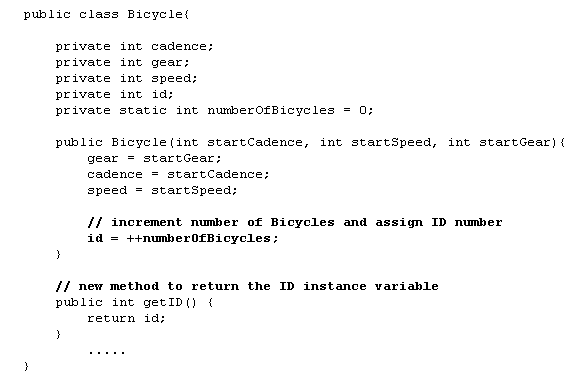 public class Bicycle{
private int cadence;
private int gear;
private int speed;
private int id;
private static int numberOfBicycles = 0;
public Bicycle(int startCadence, int startSpeed, int startGear){
gear = startGear;
cadence = startCadence;
speed = startSpeed;
// increment number of Bicycles and assign ID number
id = ++numberOfBicycles;
}
// new method to return the ID instance variable
public int getID() {
return id;
}
.....
}